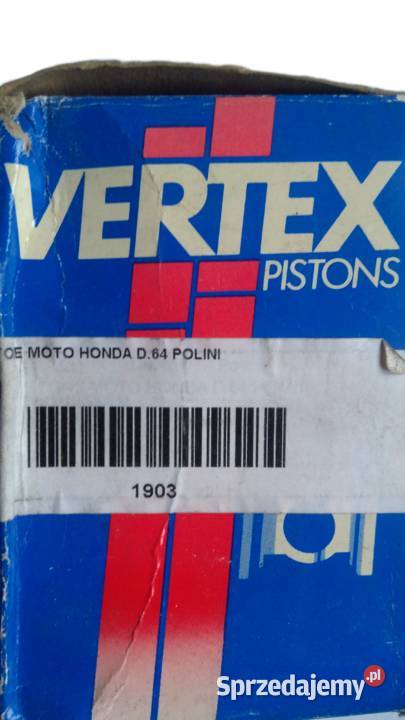 VERTEX
PISTONS
OE MOTO HONDA D.64 POLINI
1903
Sprzedajemy.pl